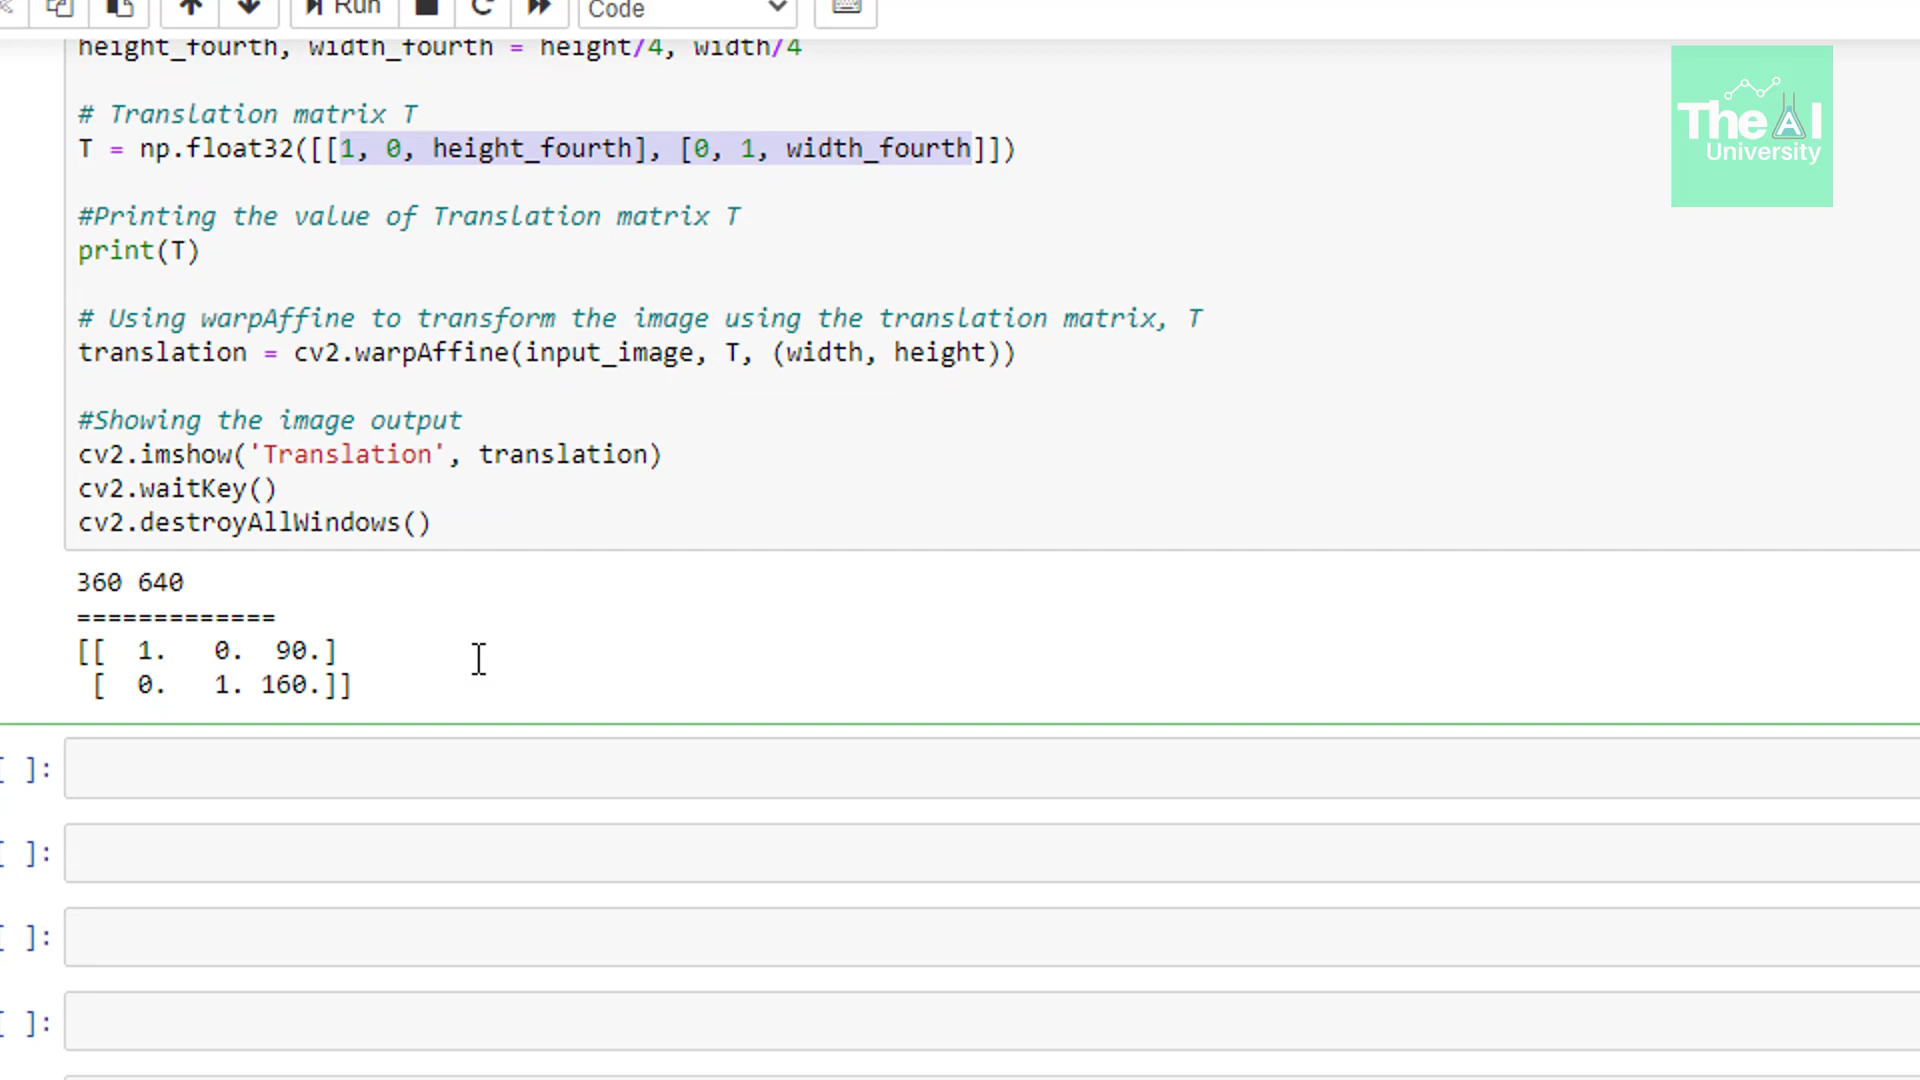 Run
Code
height_fourth, width_fourth = height/4, width/4
# Translation matrix T
T = np.float32([[1, 0, height_fourth], [0, 1, width_fourth]])
#Printing the value of Translation matrix T
print(T)
# Using warpAffine to transform the image using the translation matrix, T
translation = cv2.warpAffine(input_image, T, (width, height))
#Showing the image output
cv2.imshow('Translation', translation)
cv2.waitKey()
cv2.destroyAllWindows()
360 640
=============
[[  1.   0.  90.]
 [  0.   1. 160.]]
[ ]:
[ ]:
[ ]:
[ ]:
The AI
University